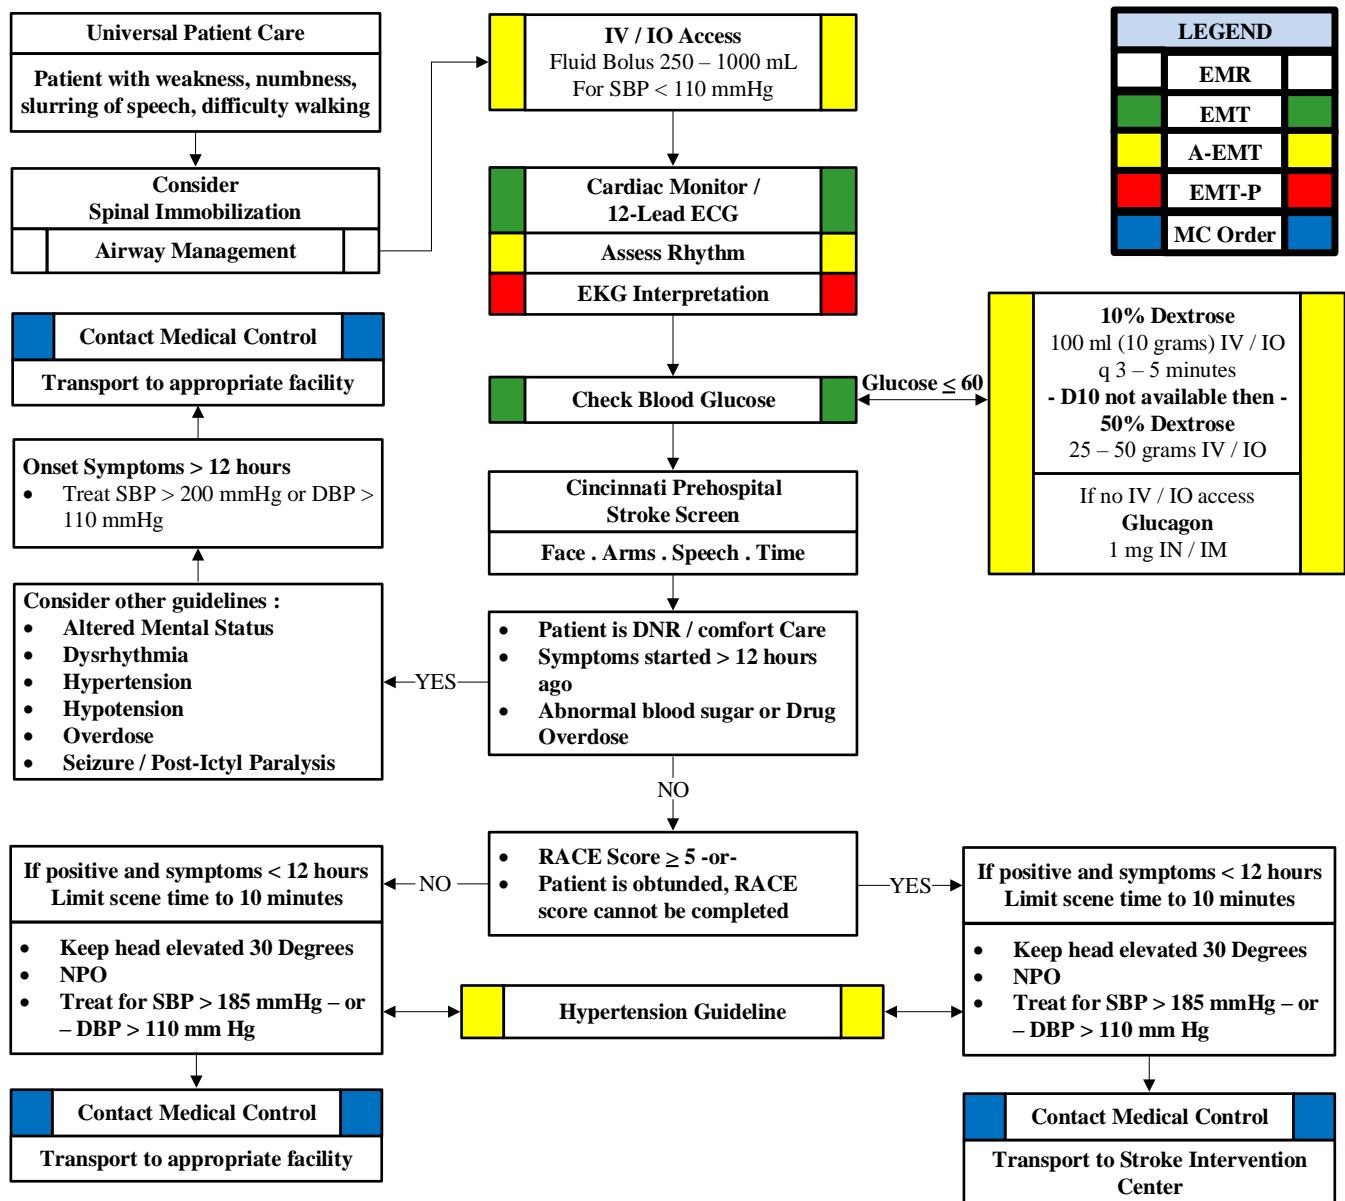 Universal Patient Care
Patient with weakness, numbness,
slurring of speech, difficulty walking
Consider
Spinal Immobilization
Airway Management
IV / IO Access
Fluid Bolus 250 – 1000 mL
For SBP < 110 mmHg
Cardiac Monitor /
12-Lead ECG
Assess Rhythm
EKG Interpretation
LEGEND
EMR
EMT
A-EMT
EMT-P
MC Order
Check Blood Glucose
Glucose ≤ 60
10% Dextrose
100 ml (10 grams) IV / IO
q 3 – 5 minutes
- D10 not available then -
50% Dextrose
25 – 50 grams IV / IO
If no IV / IO access
Glucagon
1 mg IN / IM
Cincinnati Prehospital
Stroke Screen
Face . Arms . Speech . Time
• Patient is DNR / comfort Care
• Symptoms started > 12 hours
ago
• Abnormal blood sugar or Drug
Overdose
YES
Consider other guidelines :
• Altered Mental Status
• Dysrhythmia
• Hypertension
• Hypotension
• Overdose
• Seizure / Post-Ictyl Paralysis
Onset Symptoms > 12 hours
• Treat SBP > 200 mmHg or DBP >
110 mmHg
Contact Medical Control
Transport to appropriate facility
NO
• RACE Score ≥ 5 -or-
• Patient is obtunded, RACE
score cannot be completed
NO
If positive and symptoms < 12 hours
Limit scene time to 10 minutes
• Keep head elevated 30 Degrees
• NPO
• Treat for SBP > 185 mmHg – or
– DBP > 110 mm Hg
Contact Medical Control
Transport to appropriate facility
Hypertension Guideline
YES
If positive and symptoms < 12 hours
Limit scene time to 10 minutes
• Keep head elevated 30 Degrees
• NPO
• Treat for SBP > 185 mmHg – or
– DBP > 110 mm Hg
Contact Medical Control
Transport to Stroke Intervention
Center